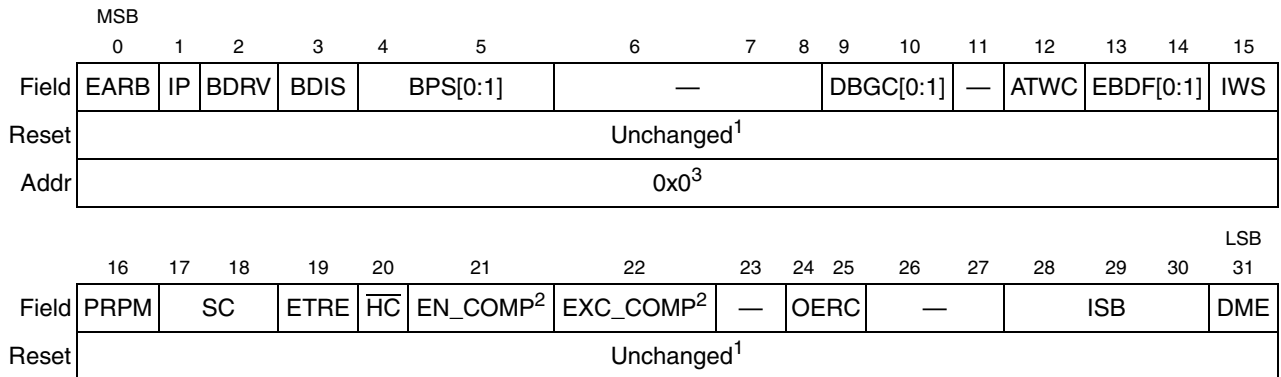 MSB
0 1 2 3 4 5 6 7 8 9 10 11 12 13 14 15
Field EARB IP BDRV BDIS BPS[0:1] — DBGC[0:1] — ATWC EBDF[0:1] IWS
Reset Unchanged1
Addr 0x03
LSB
16 17 18 19 20 21 22 23 24 25 26 27 28 29 30 31
Field PRPM SC ETRE HC EN_COMP2 EXC_COMP2 — OERC — ISB DME
Reset Unchanged1